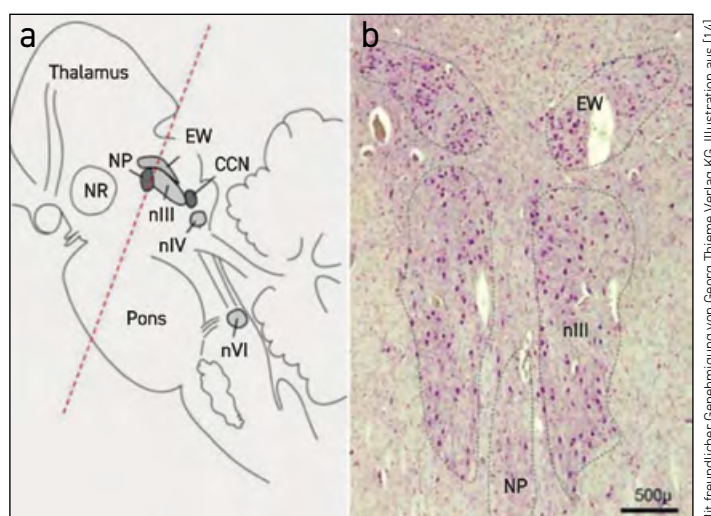 a
Thalamus
EW
NP
CCN
NR
nIII
nIV
Pons
nVI
b
EW
nIII
NP
500µ
freundlicher Genehmigung von Georg Thieme Verlag KG, Illustration aus [14]